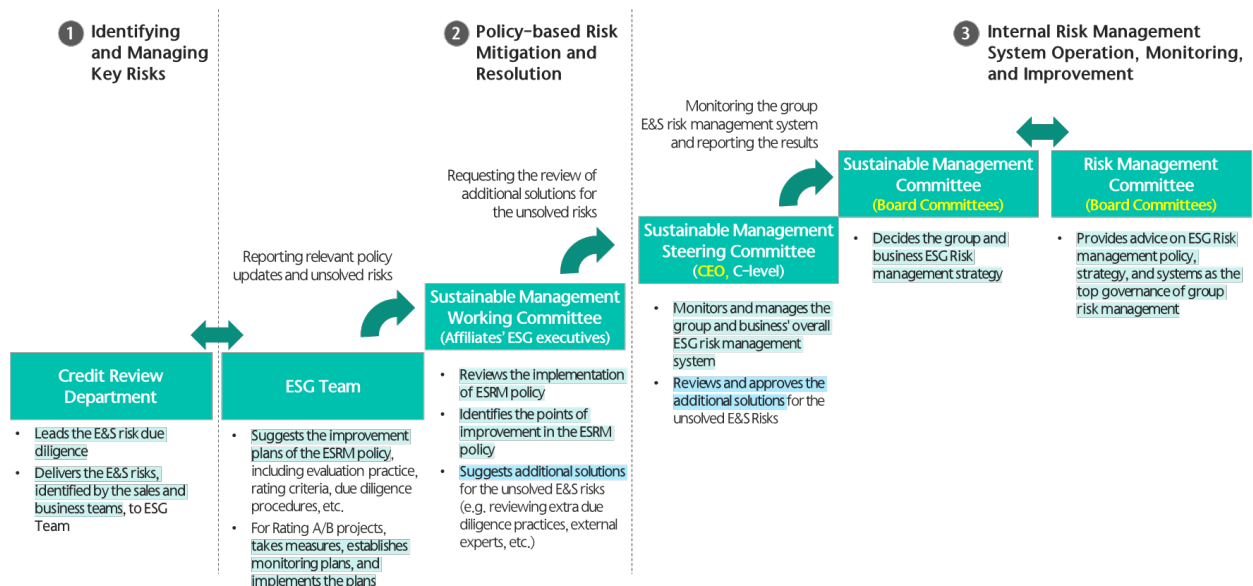 1 Identifying
and Managing
Key Risks
2 Policy-based Risk
Mitigation and
Resolution
3 Internal Risk Management
System Operation, Monitoring,
and Improvement
Credit Review
Department
• Leads the E&S risk due
diligence
• Delivers the E&S risks,
identified by the sales and
business teams, to ESG
Team
Reporting relevant policy
updates and unsolved risks
ESG Team
• Suggests the improvement
plans of the ESRM policy,
including evaluation practice,
rating criteria, due diligence
procedures, etc.
• For Rating A/B projects,
takes measures, establishes
monitoring plans, and
implements the plans
Requesting the review of
additional solutions for
the unsolved risks
Sustainable Management
Working Committee
(Affiliates' ESG executives)
• Reviews the implementation
of ESRM policy
• Identifies the points of
improvement in the ESRM
policy
• Suggests additional solutions
for the unsolved E&S risks
(e.g. reviewing extra due
diligence practices, external
experts, etc.)
Monitoring the group
E&S risk management system
and reporting the results
Sustainable Management
Steering Committee
(CEO, C-level)
• Monitors and manages the
group and business' overall
ESG risk management
system
• Reviews and approves the
additional solutions for the
unsolved E&S Risks
Sustainable Management
Committee
(Board Committees)
• Decides the group and
business ESG Risk
management strategy
Risk Management
Committee
(Board Committees)
• Provides advice on ESG Risk
management policy,
strategy, and systems as the
top governance of group
risk management